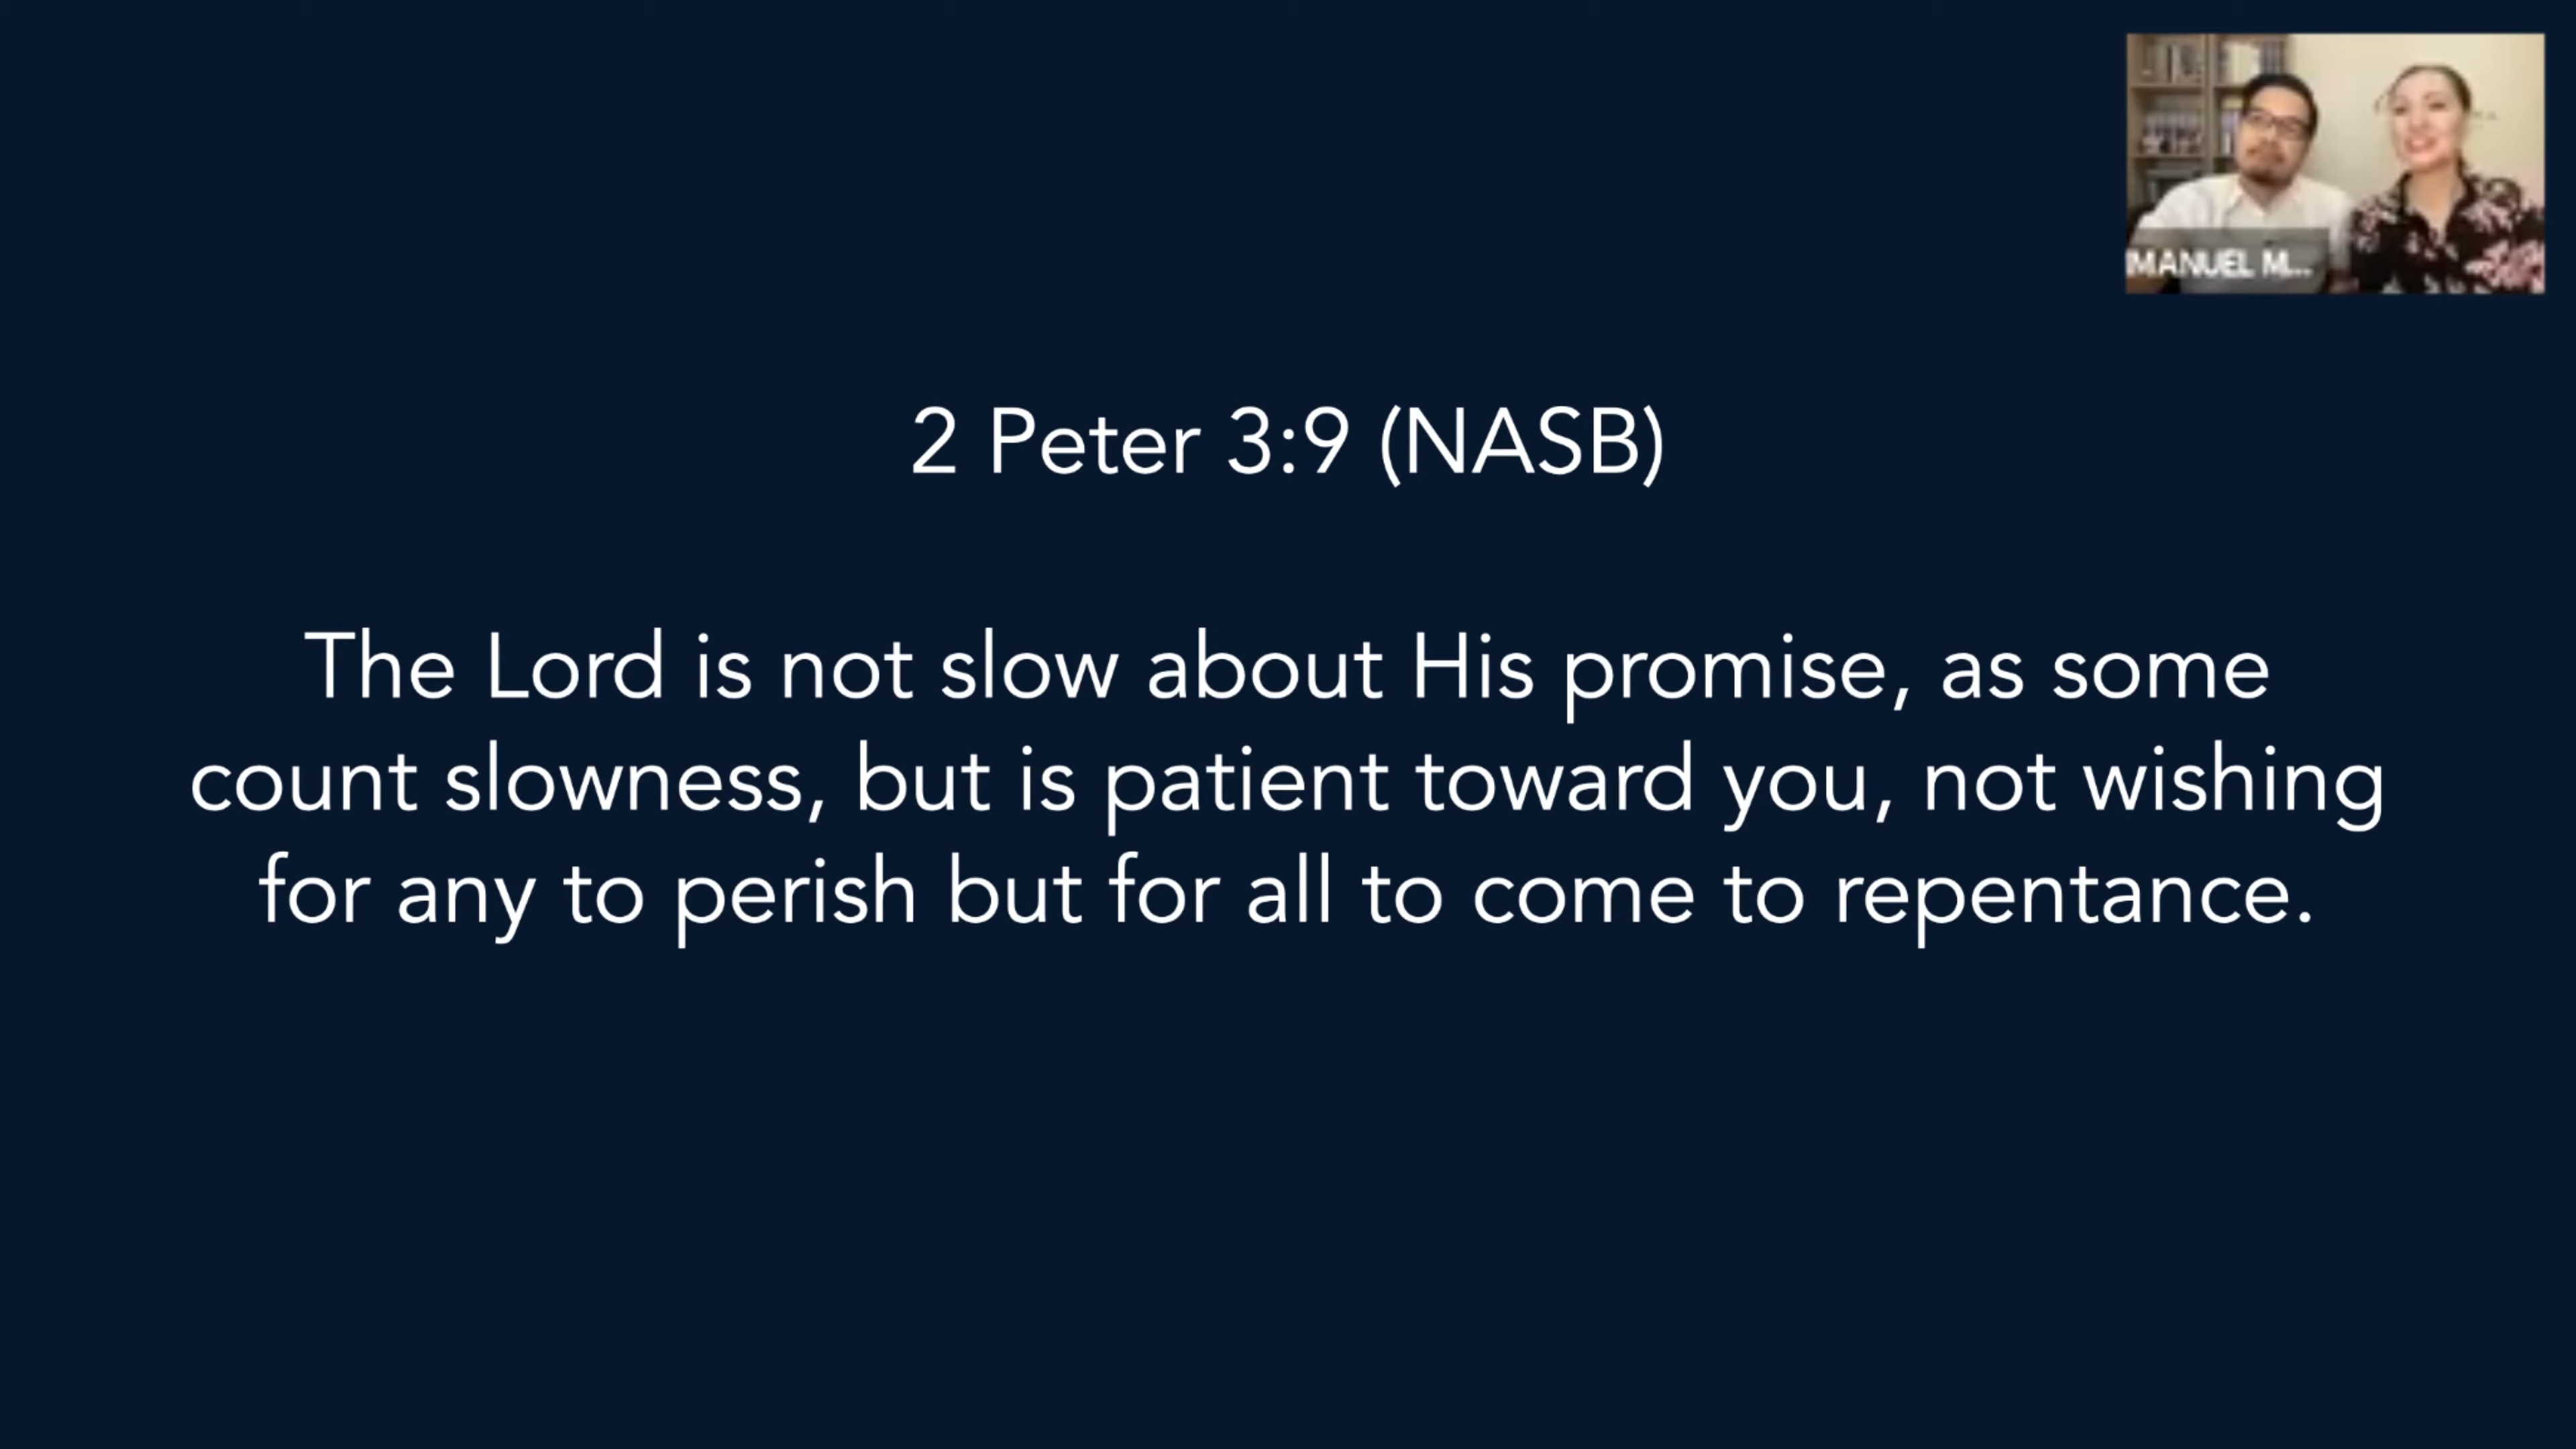 MANUEL M...
2 Peter 3:9 (NASB)
The Lord is not slow about His promise, as some
count slowness, but is patient toward you, not wishing
for any to perish but for all to come to repentance.